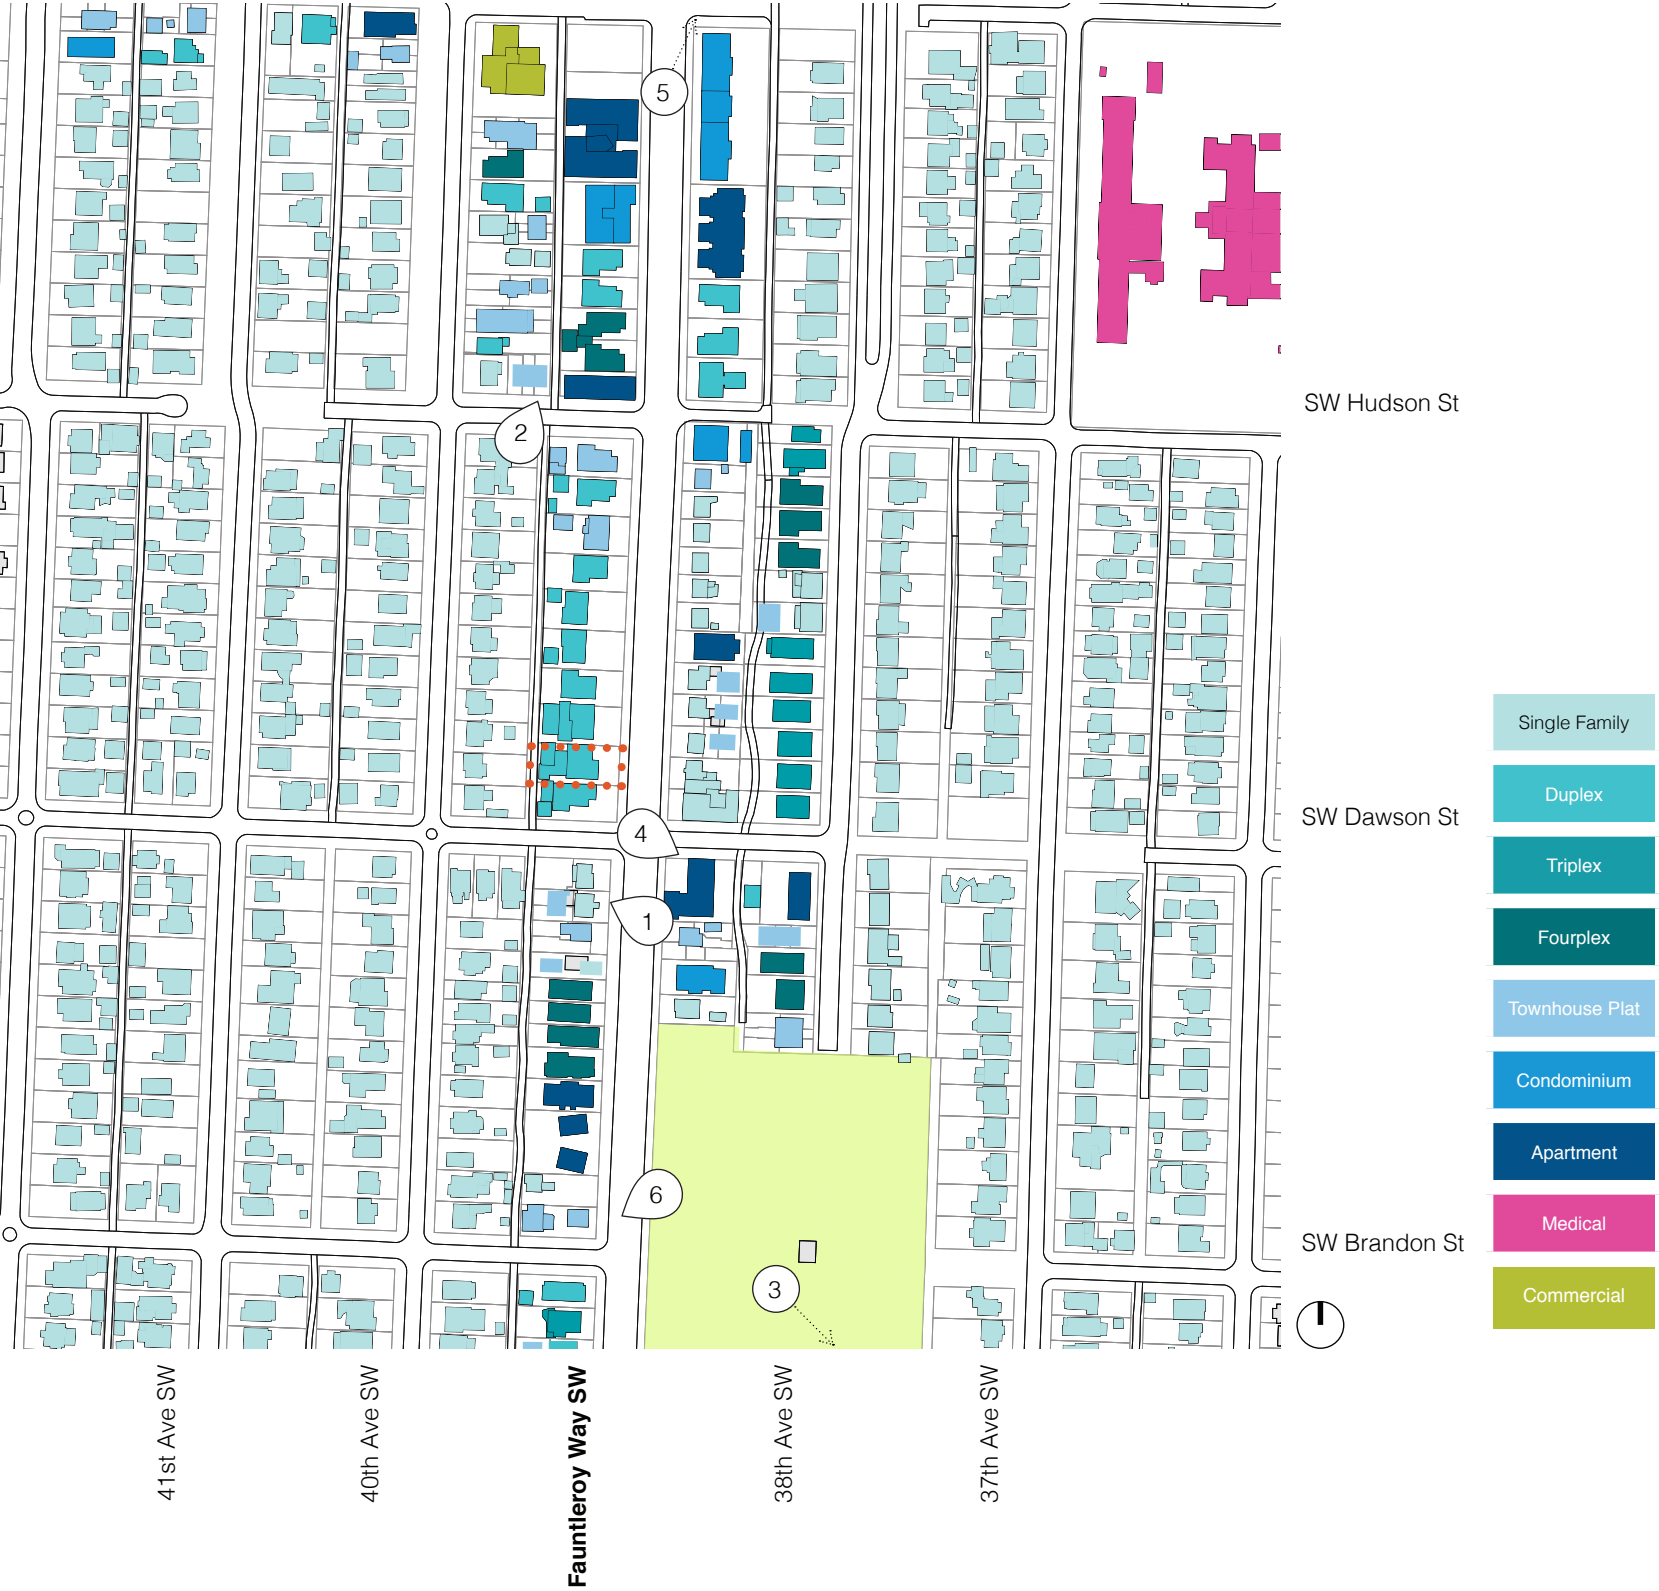 5
SW Hudson St
2
Single Family
Duplex
SW Dawson St
4
Triplex
1
Fourplex
Townhouse Plat
Condominium
Apartment
6
Medical
SW Brandon St
3
Commercial
41st Ave SW
40th Ave SW
Fauntleroy Way SW
38th Ave SW
37th Ave SW